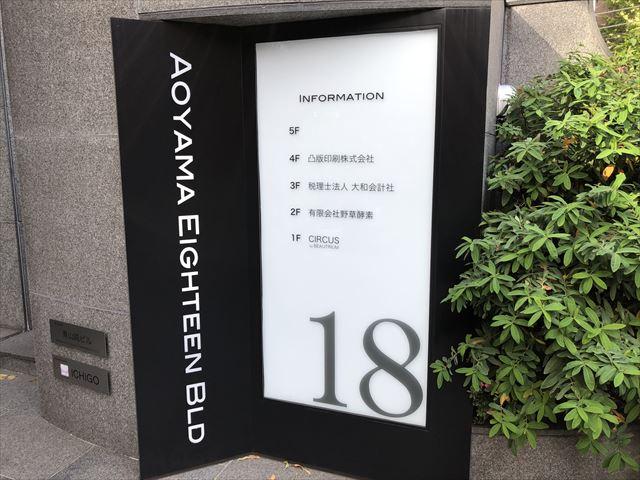 AOYAMA EIGHTEEN BLD
INFORMATION
5F
4F 凸版印刷株式会社
3F 税理士法人 大和会計社
2F 有限会社野草酵素
1F CIRCUS
by BEAUTRIUM
18
ICHIGO